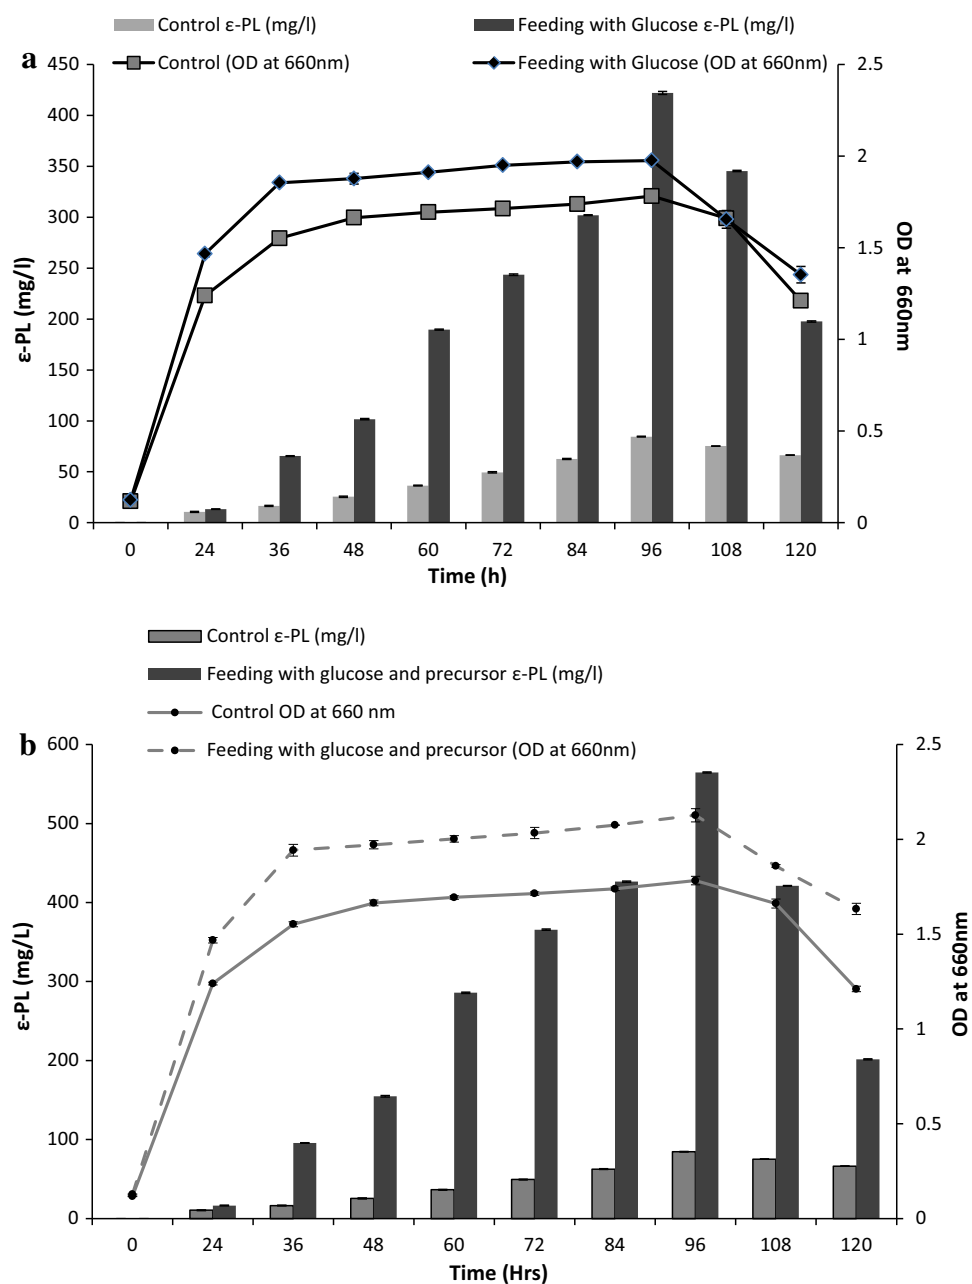 Control ε-PL (mg/l) Feeding with Glucose ε-PL (mg/l)
a Control (OD at 660nm) Feeding with Glucose (OD at 660nm)
450 2.5
400
350 2
300
250 1.5
200
150 1
100
50 0.5
0 0
ε-PL (mg/l)
OD at 660nm
0 24 36 48 60 72 84 96 108 120
Time (h)
Control ε-PL (mg/l)
Feeding with glucose and precursor ε-PL (mg/l)
Control OD at 660 nm
b Feeding with glucose and precursor (OD at 660nm)
600 2.5
500 2
400
300 1.5
200 1
100 0.5
0 0
ε-PL (mg/L)
OD at 660nm
0 24 36 48 60 72 84 96 108 120
Time (Hrs)